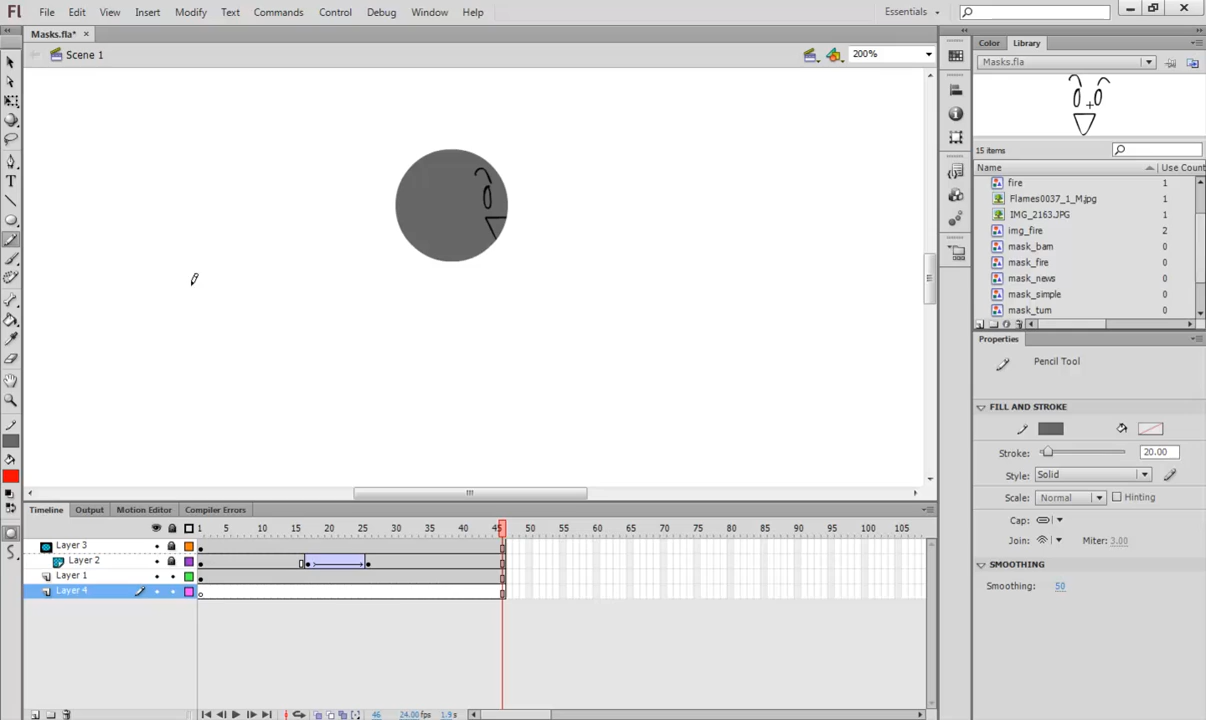 Fl File Edit View Insert Modify Text Commands Control Debug Window Help Essentials
Masks.fla* ×
Scene 1 200%
Color Library
Masks.fla
15 items
Name Use Count
fire 1
Flames0037_1_M.jpg 1
IMG_2163.JPG 1
img_fire 2
mask_bam 0
mask_fire 0
mask_news 0
mask_simple 0
mask_turn 0
Properties
Pencil Tool
FILL AND STROKE
Stroke: 20.00
Style: Solid
Scale: Normal Hinting
Cap:
Join: Miter: 3.00
SMOOTHING
Smoothing: 50
Timeline Output Motion Editor Compiler Errors
1 5 10 15 20 25 30 35 40 45 50 55 60 65 70 75 80 85 90 95 100 105
Layer 3
Layer 2
Layer 1
Layer 4
46 24.00 fps 1.9 s